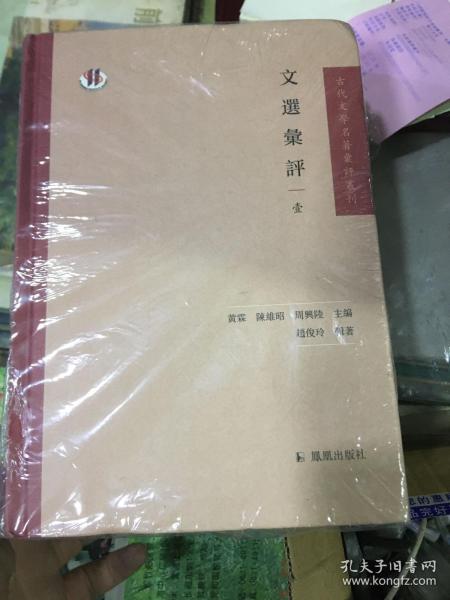 古代文學名著彙評叢刊
文選彙評
壹
黃霖 陳維昭 周興陸 主編
趙俊玲 輯著
鳳凰出版社
孔夫子旧书网
www.kongfz.com